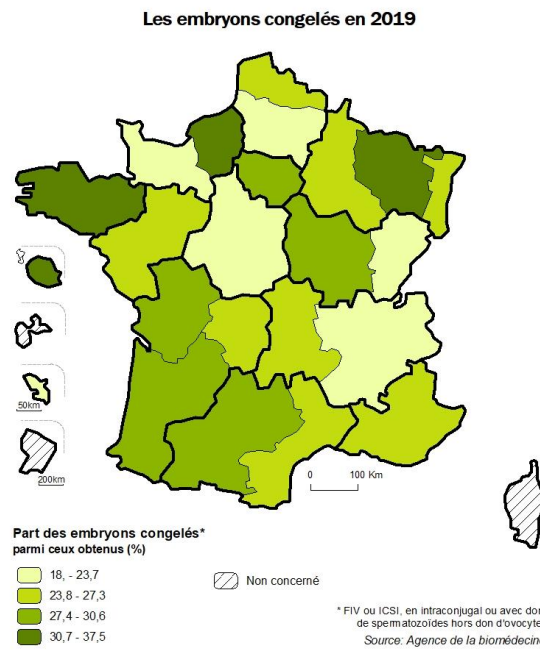 Les embryons congelés en 2019
50km
200km
0 100 Km
Part des embryons congelés*
parmi ceux obtenus (%)
18, - 23,7
23,8 - 27,3
27,4 - 30,6
30,7 - 37,5
Non concerné
* FIV ou ICSI, en intraconjugal ou avec don
de spermatozoïdes hors don d'ovocyte
Source: Agence de la biomédecine